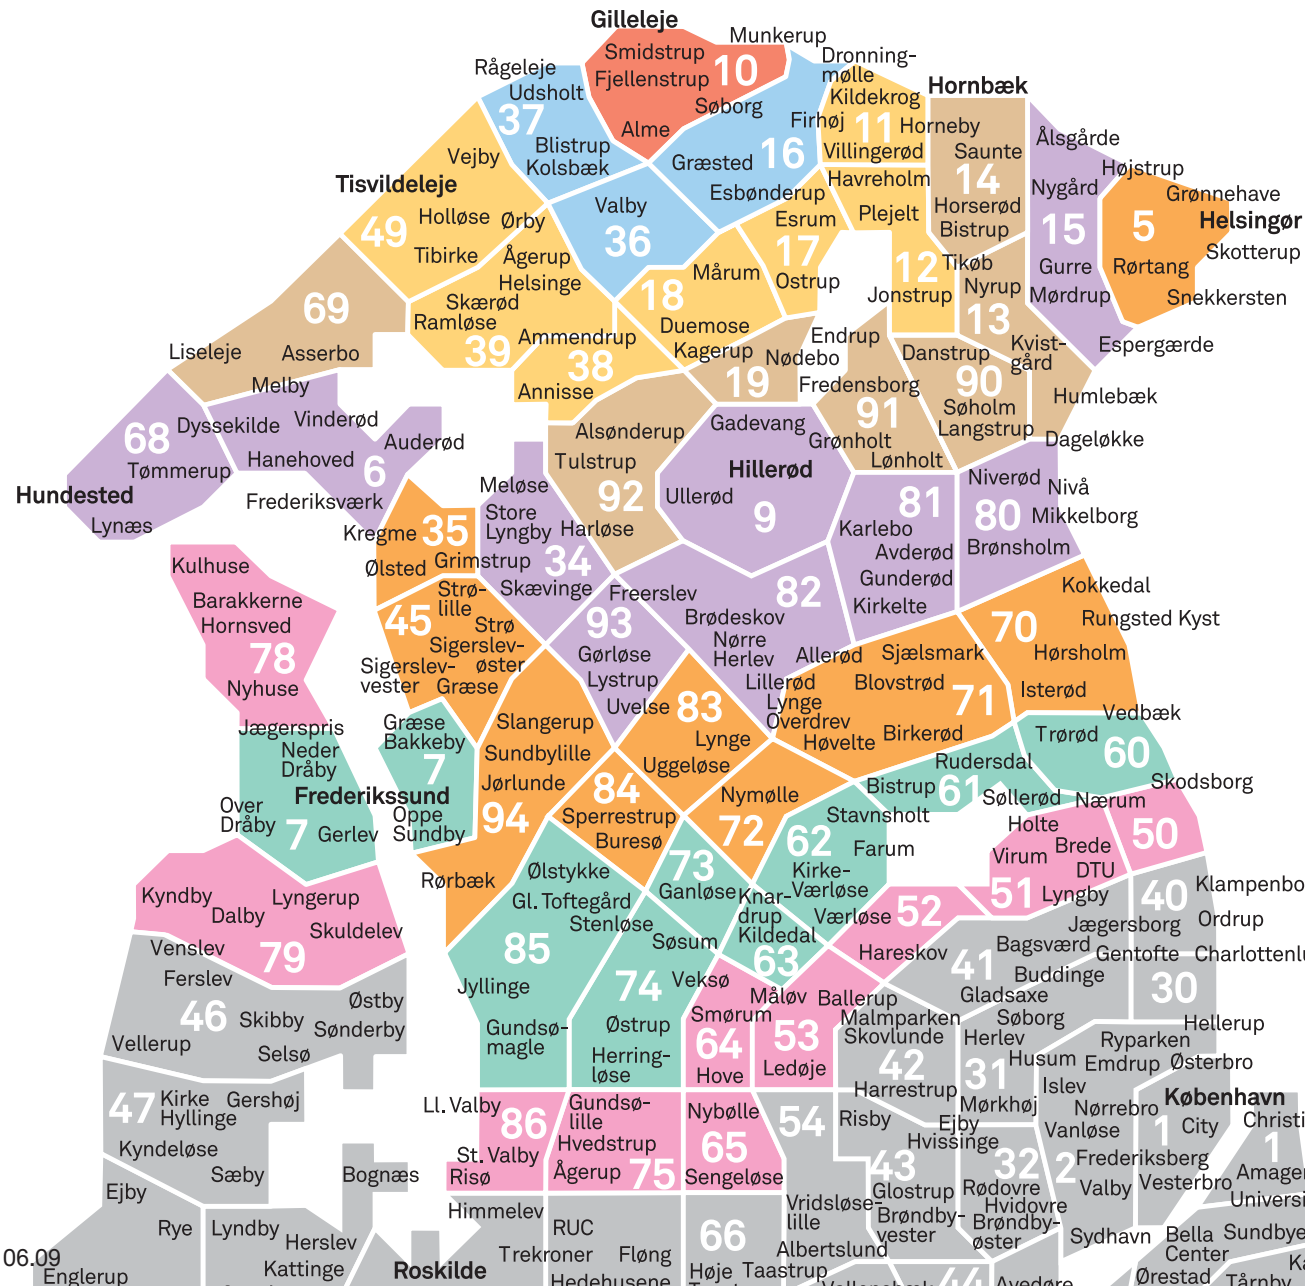 Gilleleje
Munkerup
Smidstrup
Dronning-
mølle
Rågeleje
Fjellenstrup
10
Udsholt
Kildekrog
Hornbæk
Søborg
37
Firhøj
11
Horneby
Alme
Ålsgårde
Blistrup
Villingerød
Saunte
Vejby
Kolsbæk
Græsted
16
Højstrup
Tisvildeleje
Havreholm
14
Nygård
Grønnehave
Esbønderup
Holløse
Ørby
Valby
Esrum
Plejelt
Horserød
Helsingør
49
36
Bistrup
15
5
Tibirke
Ågerup
17
Skotterup
Helsinge
Mårum
12
Tikøb
Gurre
Rørtang
Skærød
Ostrup
Jonstrup
Nyrup
Mørdrup
Snekkersten
69
18
Ramløse
Duemose
13
Liseleje
Asserbo
39
Ammendrup
Kagerup
Endrup
Danstrup
Kvist-
gård
Espergærde
38
Nødebo
Melby
Annisse
19
Fredensborg
90
Humlebæk
68
Dyssekilde
Vinderød
91
Søholm
Langstrup
Auderød
Alsønderup
Gadevang
Dageløkke
Tømmerup
Hanehoved
6
Tulstrup
Grønholt
Lønholt
Hillerød
Hundested
Frederiksværk
Meløse
92
Ullerød
9
81
Niverød
Nivå
Lynæs
Store
Lyngby
80
Mikkelborg
Kregme
35
Harløse
Karlebo
Brønsholm
Kulhuse
Ølsted
Grimstrup
34
Avderød
Skævinge
Freerslev
82
Gunderød
Kokkedal
Barakkerne
Strø-
lille
Kirkelte
Hornsved
45
Strø
93
Brødeskov
70
Rungsted Kyst
78
Sigerslev-
øster
Gørløse
Nørre
Herlev
Allerød
Sjælsmark
Hørsholm
Nyhuse
Sigerslev-
vester
Græse
Lystrup
Lillerød
Blovstrød
71
Isterød
Uvelse
83
Lynge
Overdrev
Vedbæk
Jægerspris
Græse
Bakkeby
Slangerup
Lynge
Høvelte
Birkerød
Trørød
60
Neder
Dråby
7
Sundbylille
Uggeløse
Rudersdal
Jørlunde
84
Nymølle
Bistrup
61
Søllerød
Skodsborg
Frederikssund
Nærum
Over
Dråby
7
Gerlev
Oppe
Sundby
94
Sperrestrup
72
Stavnsholt
Holte
50
Buresø
62
Farum
Brede
Virum
Rørbæk
Ølstykke
73
Kirke-
Værløse
DTU
Kyndby
Lyngerup
Ganløse
51
Lyngby
40
Klampenbo
Dalby
Gl. Toftegård
Knar-
drup
Værløse
52
Jægersborg
Ordrup
Skuldelev
Stenløse
Kildedal
Venslev
79
85
Søsum
63
Hareskov
Bagsværd
Gentofte
Charlottenlu
Ferslev
Veksø
41
Buddinge
Østby
Jyllinge
74
Måløv
Ballerup
Gladsaxe
30
46
Skibby
Sønderby
Smørum
Malmparken
Søborg
Hellerup
Vellerup
Selsø
Gundsø-
magle
Østrup
64
53
Skovlunde
Herlev
Ryparken
Herring-
løse
Hove
Ledøje
42
Husum
Emdrup
Østerbro
47
Kirke
Hyllinge
Gershøj
Ll. Valby
Gundsø-
lille
Nybølle
Harrestrup
31
Islev
København
86
54
Risby
Mørkhøj
Nørrebro
1
City
Christi
Kyndeløse
Hvedstrup
65
Ejby
Vanløse
1
St. Valby
Hvissinge
Sæby
Bognæs
Risø
Ågerup
75
Sengeløse
43
32
2
Frederiksberg
Amager
Ejby
Glostrup
Rødovre
Valby
Vesterbro
Universi
Himmelev
Vridsløse-
lille
Hvidovre
Rye
Lyndby
RUC
66
Brøndby-
vester
Brøndby-
øster
Sydhavn
Bella
Center
Sundbye
Herslev
Trekroner
Fløng
Albertslund
06.09
Kattinge
Roskilde
Høje Taastrup
Englerup
Hedehusene
44
Avedøre
Ørestad
Tårnby